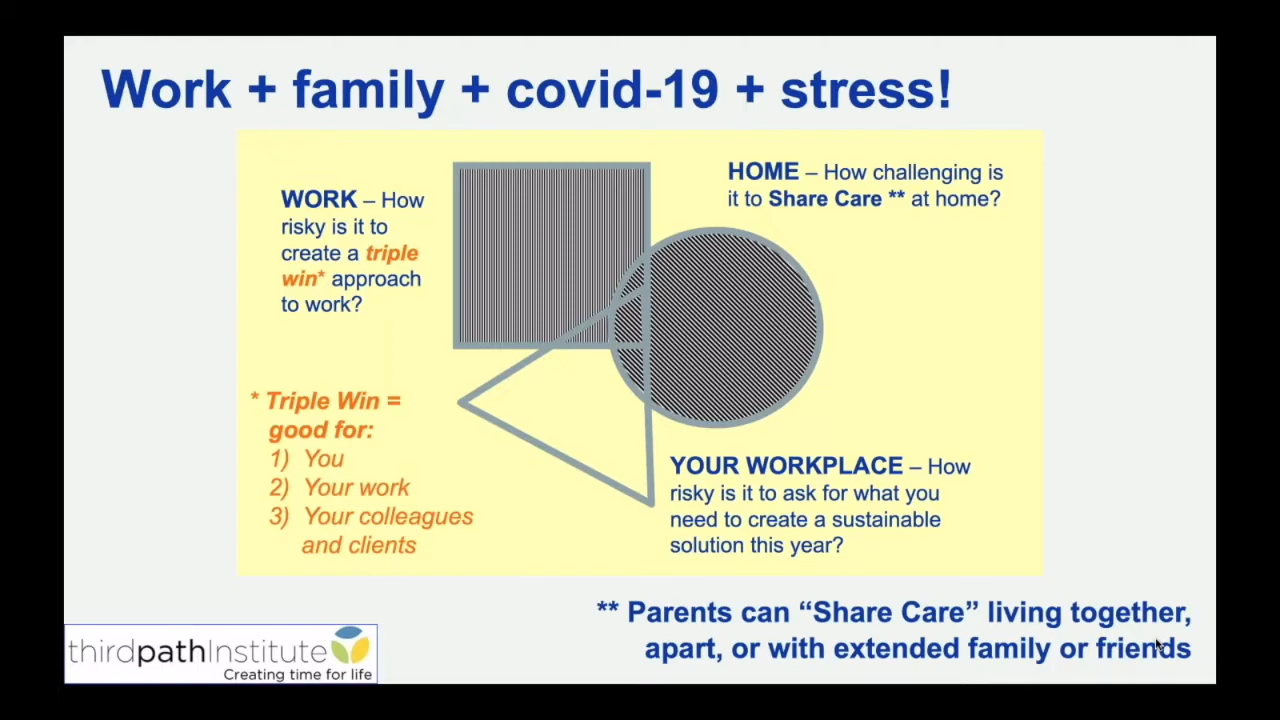 Work + family + covid-19 + stress!
WORK – How
risky is it to
create a triple
win* approach
to work?
HOME – How challenging is
it to Share Care ** at home?
* Triple Win =
good for:
1) You
2) Your work
3) Your colleagues
and clients
YOUR WORKPLACE – How
risky is it to ask for what you
need to create a sustainable
solution this year?
** Parents can “Share Care” living together,
apart, or with extended family or friends
thirdpathInstitute
Creating time for life